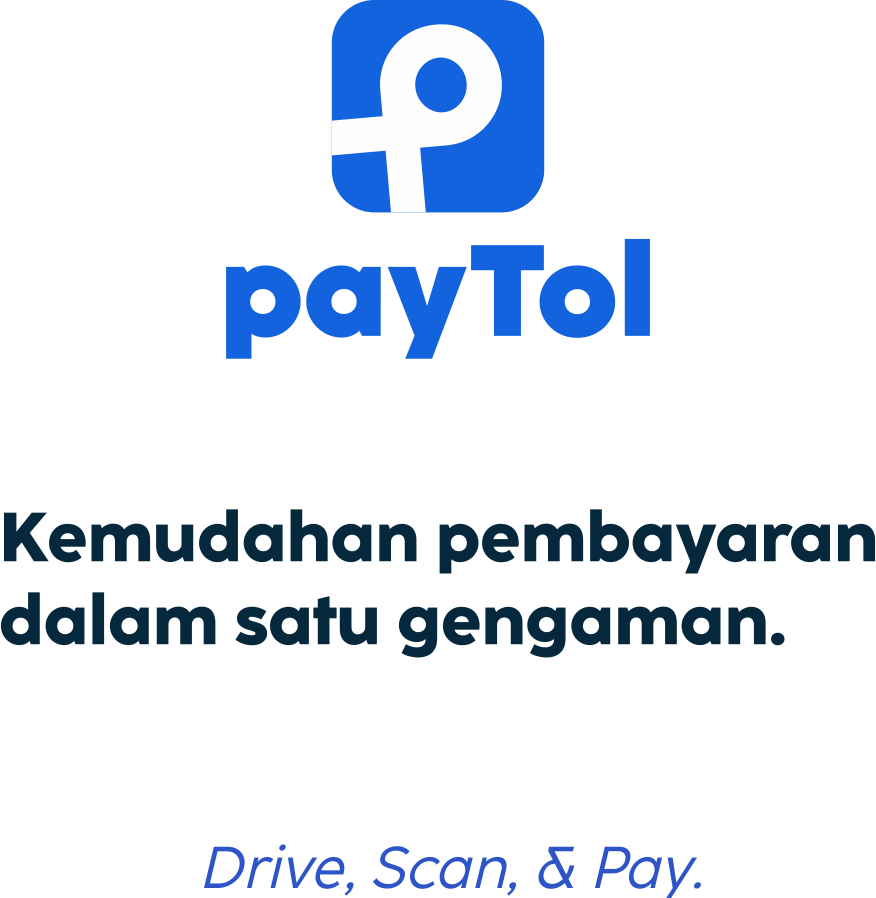 payTol
Kemudahan pembayaran
dalam satu gengaman.
Drive, Scan, & Pay.